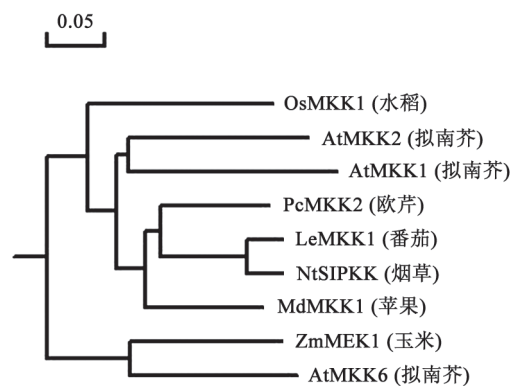 0.05
OsMKK1 (水稻)
AtMKK2 (拟南芥)
AtMKK1 (拟南芥)
PcMKK2 (欧芹)
LeMKK1 (番茄)
NtSIPKK (烟草)
MdMKK1 (苹果)
ZmMEK1 (玉米)
AtMKK6 (拟南芥)